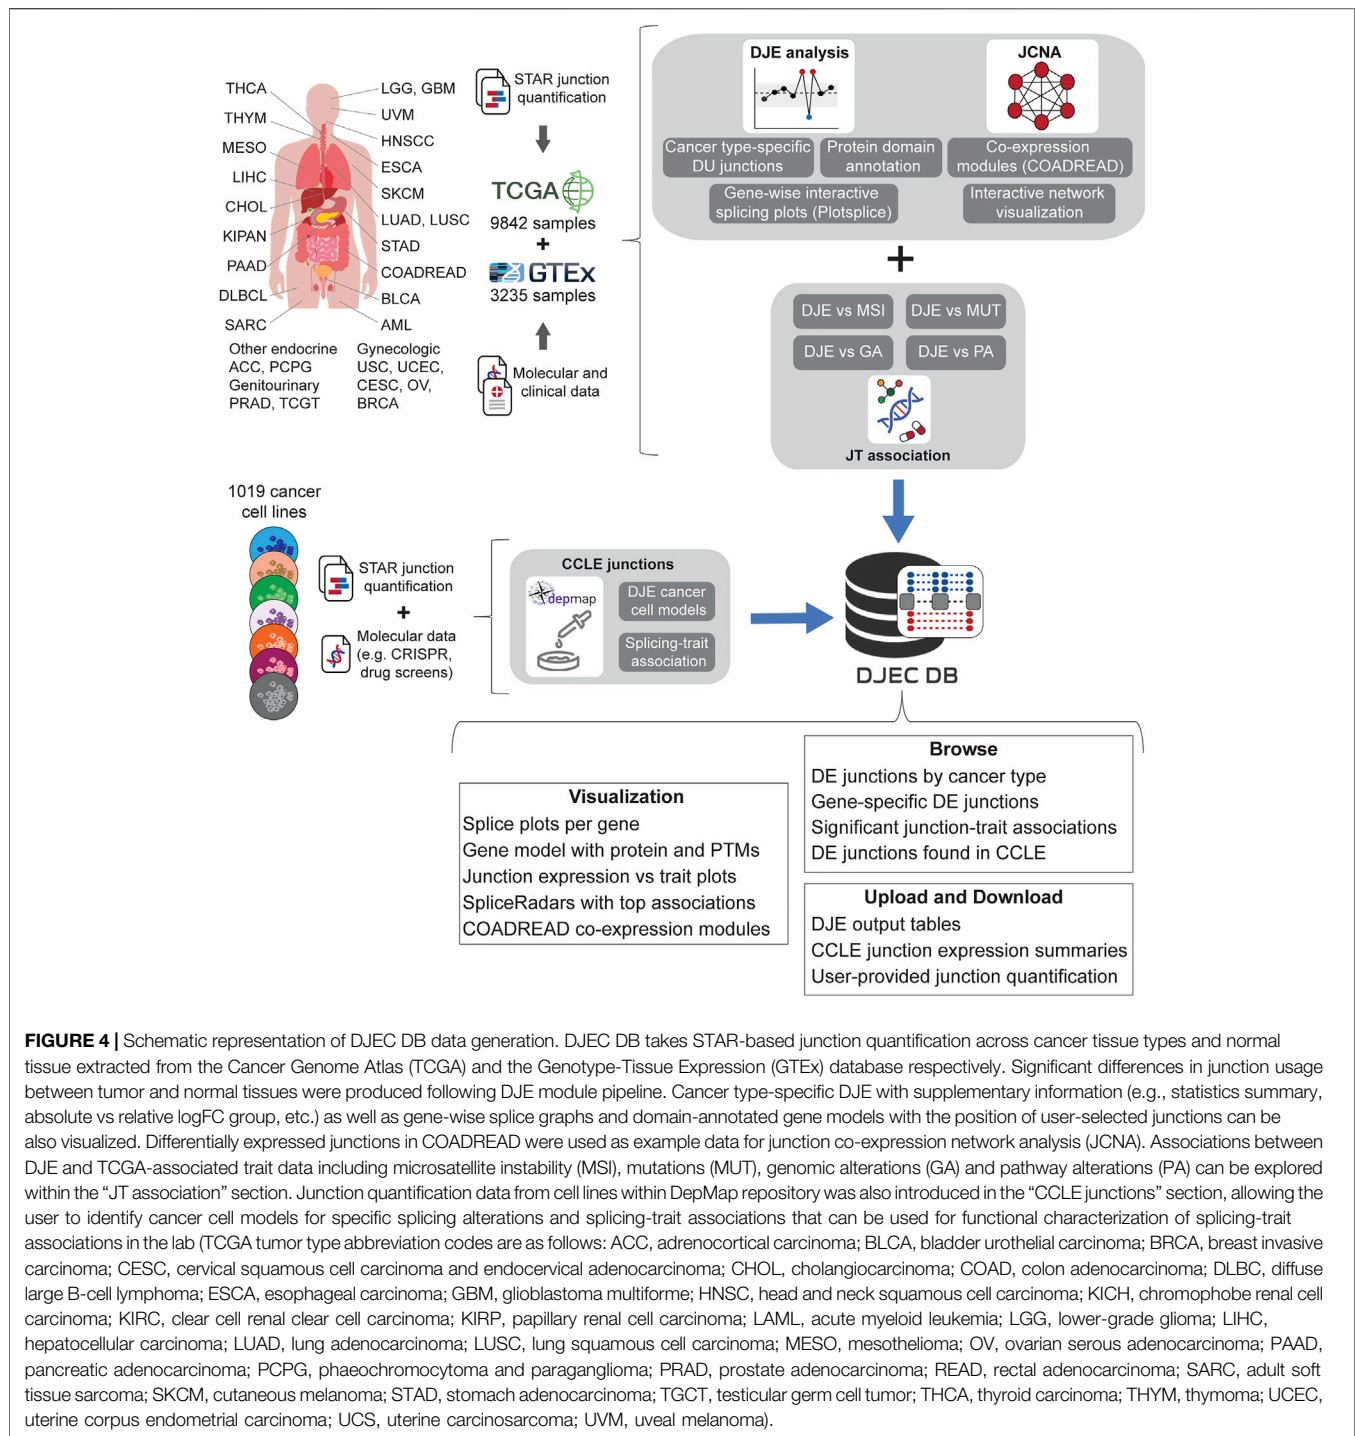 THCA
THYM
MESO
LIHC
CHOL
KIPAN
PAAD
DLBCL
SARC
LGG, GBM
UVM
HNSCC
ESCA
SKCM
LUAD, LUSC
STAD
COADREAD
BLCA
AML
Other endocrine
ACC, PCPG
Genitourinary
PRAD, TCGT
Gynecologic
USC, UCEC,
CESC, OV,
BRCA
STAR junction
quantification
TCGA
9842 samples
+
GTEx
3235 samples
Molecular and
clinical data
DJE analysis
JCNA
Cancer type-specific
DU junctions
Protein domain
annotation
Co-expression
modules (COADREAD)
Gene-wise interactive
splicing plots (Plotsplice)
Interactive network
visualization
+
DJE vs MSI
DJE vs MUT
DJE vs GA
DJE vs PA
JT association
1019 cancer
cell lines
STAR junction
quantification
+
Molecular data
(e.g. CRISPR,
drug screens)
CCLE junctions
depmap
DJE cancer
cell models
Splicing-trait
association
DJEC DB
Visualization
Splice plots per gene
Gene model with protein and PTMs
Junction expression vs trait plots
SpliceRadars with top associations
COADREAD co-expression modules
Browse
DE junctions by cancer type
Gene-specific DE junctions
Significant junction-trait associations
DE junctions found in CCLE
Upload and Download
DJE output tables
CCLE junction expression summaries
User-provided junction quantification
FIGURE 4 | Schematic representation of DJEC DB data generation. DJEC DB takes STAR-based junction quantification across cancer tissue types and normal
tissue extracted from the Cancer Genome Atlas (TCGA) and the Genotype-Tissue Expression (GTEx) database respectively. Significant differences in junction usage
between tumor and normal tissues were produced following DJE module pipeline. Cancer type-specific DJE with supplementary information (e.g., statistics summary,
absolute vs relative logFC group, etc.) as well as gene-wise splice graphs and domain-annotated gene models with the position of user-selected junctions can be
also visualized. Differentially expressed junctions in COADREAD were used as example data for junction co-expression network analysis (JCNA). Associations between
DJE and TCGA-associated trait data including microsatellite instability (MSI), mutations (MUT), genomic alterations (GA) and pathway alterations (PA) can be explored
within the “JT association” section. Junction quantification data from cell lines within DepMap repository was also introduced in the “CCLE junctions” section, allowing the
user to identify cancer cell models for specific splicing alterations and splicing-trait associations that can be used for functional characterization of splicing-trait
associations in the lab (TCGA tumor type abbreviation codes are as follows: ACC, adrenocortical carcinoma; BLCA, bladder urothelial carcinoma; BRCA, breast invasive
carcinoma; CESC, cervical squamous cell carcinoma and endocervical adenocarcinoma; CHOL, cholangiocarcinoma; COAD, colon adenocarcinoma; DLBC, diffuse
large B-cell lymphoma; ESCA, esophageal carcinoma; GBM, glioblastoma multiforme; HNSC, head and neck squamous cell carcinoma; KICH, chromophobe renal cell
carcinoma; KIRC, clear cell renal clear cell carcinoma; KIRP, papillary renal cell carcinoma; LAML, acute myeloid leukemia; LGG, lower-grade glioma; LIHC,
hepatocellular carcinoma; LUAD, lung adenocarcinoma; LUSC, lung squamous cell carcinoma; MESO, mesothelioma; OV, ovarian serous adenocarcinoma; PAAD,
pancreatic adenocarcinoma; PCPG, phaeochromocytoma and paraganglioma; PRAD, prostate adenocarcinoma; READ, rectal adenocarcinoma; SARC, adult soft
tissue sarcoma; SKCM, cutaneous melanoma; STAD, stomach adenocarcinoma; TGCT, testicular germ cell tumor; THCA, thyroid carcinoma; THYM, thymoma; UCEC,
uterine corpus endometrial carcinoma; UCS, uterine carcinosarcoma; UVM, uveal melanoma).